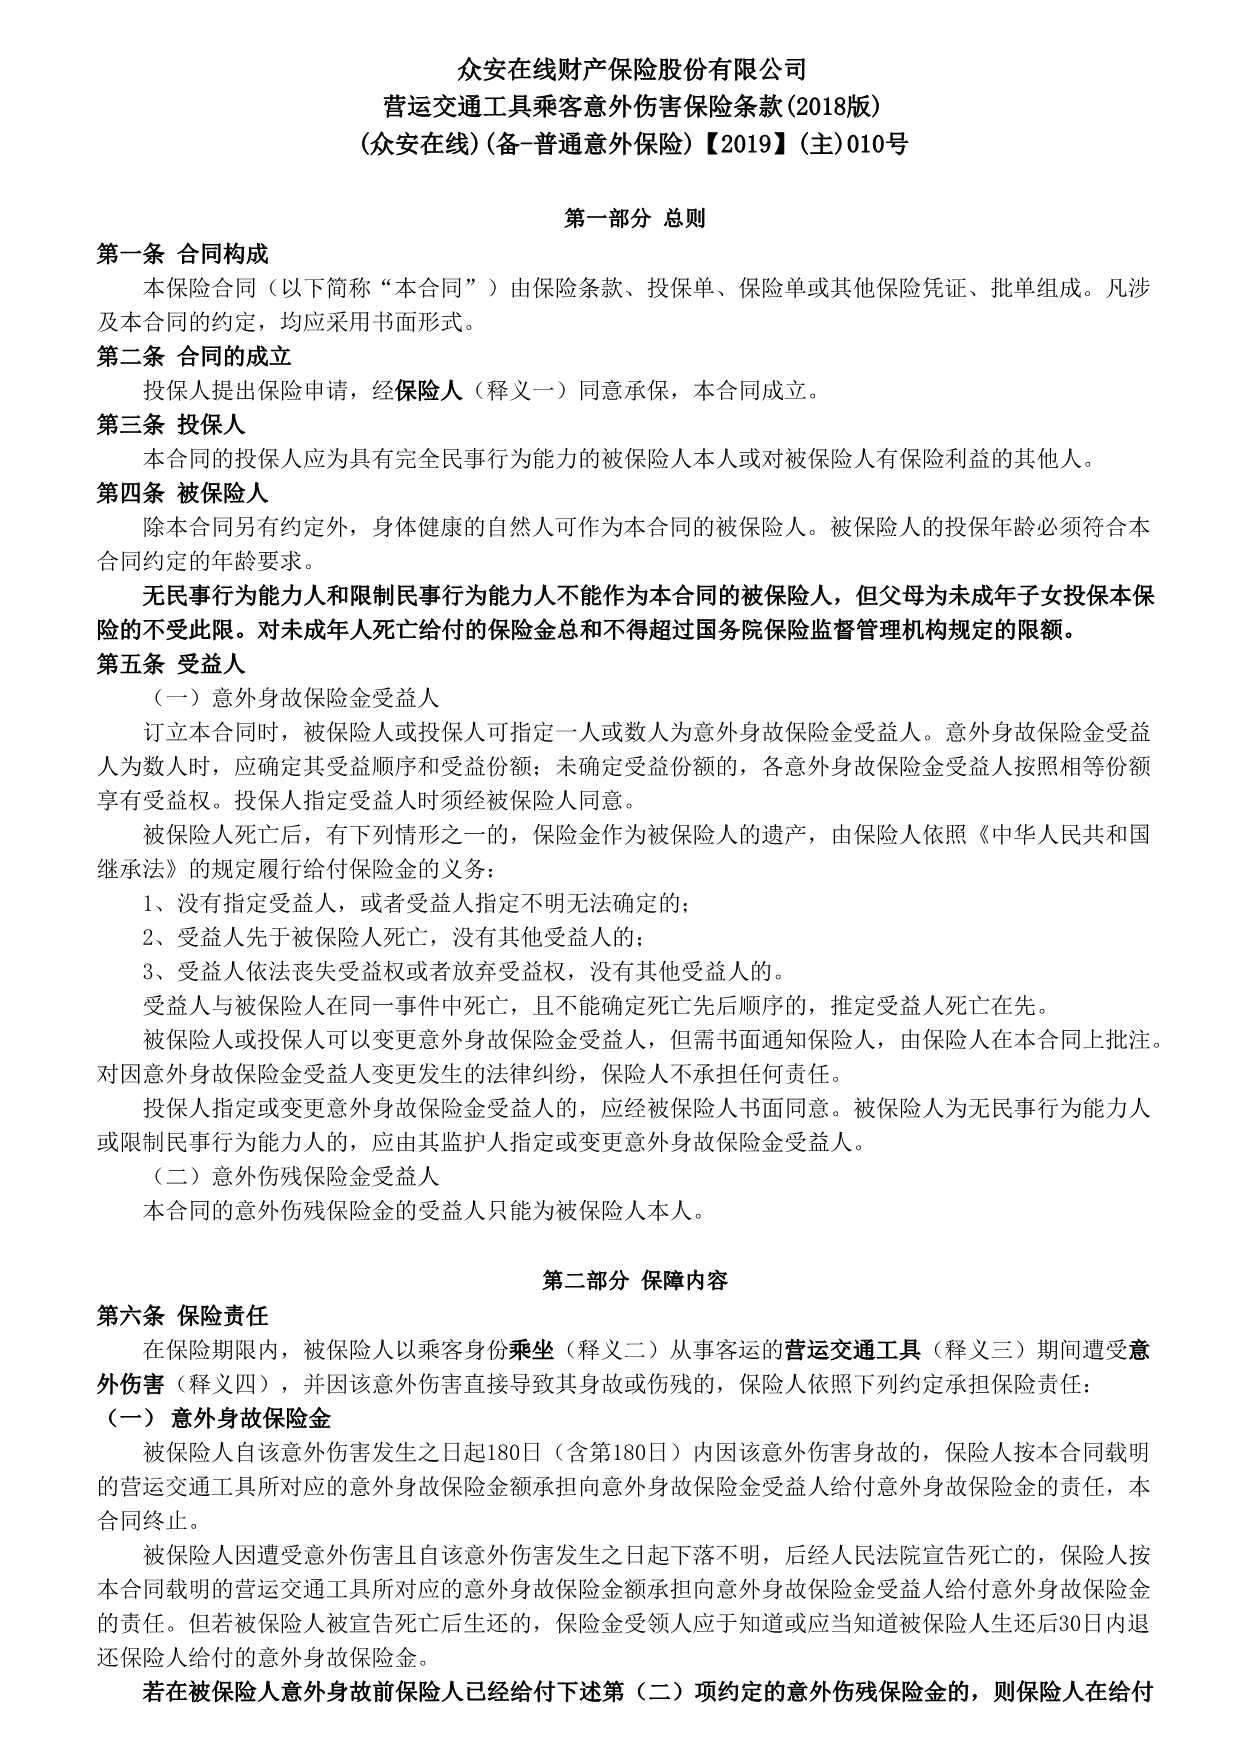 众安在线财产保险股份有限公司
营运交通工具乘客意外伤害保险条款(2018版)
(众安在线)(备-普通意外保险)【2019】(主)010号
第一部分 总则
第一条 合同构成
本保险合同（以下简称“本合同”）由保险条款、投保单、保险单或其他保险凭证、批单组成。凡涉
及本合同的约定，均应采用书面形式。
第二条 合同的成立
投保人提出保险申请，经保险人（释义一）同意承保，本合同成立。
第三条 投保人
本合同的投保人应为具有完全民事行为能力的被保险人本人或对被保险人有保险利益的其他人。
第四条 被保险人
除本合同另有约定外，身体健康的自然人可作为本合同的被保险人。被保险人的投保年龄必须符合本
合同约定的年龄要求。
无民事行为能力人和限制民事行为能力人不能作为本合同的被保险人，但父母为未成年子女投保本保
险的不受此限。对未成年人死亡给付的保险金总和不得超过国务院保险监督管理机构规定的限额。
第五条 受益人
（一）意外身故保险金受益人
订立本合同时，被保险人或投保人可指定一人或数人为意外身故保险金受益人。意外身故保险金受益
人为数人时，应确定其受益顺序和受益份额；未确定受益份额的，各意外身故保险金受益人按照相等份额
享有受益权。投保人指定受益人时须经被保险人同意。
被保险人死亡后，有下列情形之一的，保险金作为被保险人的遗产，由保险人依照《中华人民共和国
继承法》的规定履行给付保险金的义务：
1、没有指定受益人，或者受益人指定不明无法确定的；
2、受益人先于被保险人死亡，没有其他受益人的；
3、受益人依法丧失受益权或者放弃受益权，没有其他受益人的。
受益人与被保险人在同一事件中死亡，且不能确定死亡先后顺序的，推定受益人死亡在先。
被保险人或投保人可以变更意外身故保险金受益人，但需书面通知保险人，由保险人在本合同上批注。
对因意外身故保险金受益人变更发生的法律纠纷，保险人不承担任何责任。
投保人指定或变更意外身故保险金受益人的，应经被保险人书面同意。被保险人为无民事行为能力人
或限制民事行为能力人的，应由其监护人指定或变更意外身故保险金受益人。
（二）意外伤残保险金受益人
本合同的意外伤残保险金的受益人只能为被保险人本人。
第二部分 保障内容
第六条 保险责任
在保险期限内，被保险人以乘客身份乘坐（释义二）从事客运的营运交通工具（释义三）期间遭受意
外伤害（释义四），并因该意外伤害直接导致其身故或伤残的，保险人依照下列约定承担保险责任：
（一） 意外身故保险金
被保险人自该意外伤害发生之日起180日（含第180日）内因该意外伤害身故的，保险人按本合同载明
的营运交通工具所对应的意外身故保险金额承担向意外身故保险金受益人给付意外身故保险金的责任，本
合同终止。
被保险人因遭受意外伤害且自该意外伤害发生之日起下落不明，后经人民法院宣告死亡的，保险人按
本合同载明的营运交通工具所对应的意外身故保险金额承担向意外身故保险金受益人给付意外身故保险金
的责任。但若被保险人被宣告死亡后生还的，保险金受领人应于知道或应当知道被保险人生还后30日内退
还保险人给付的意外身故保险金。
若在被保险人意外身故前保险人已经给付下述第（二）项约定的意外伤残保险金的，则保险人在给付